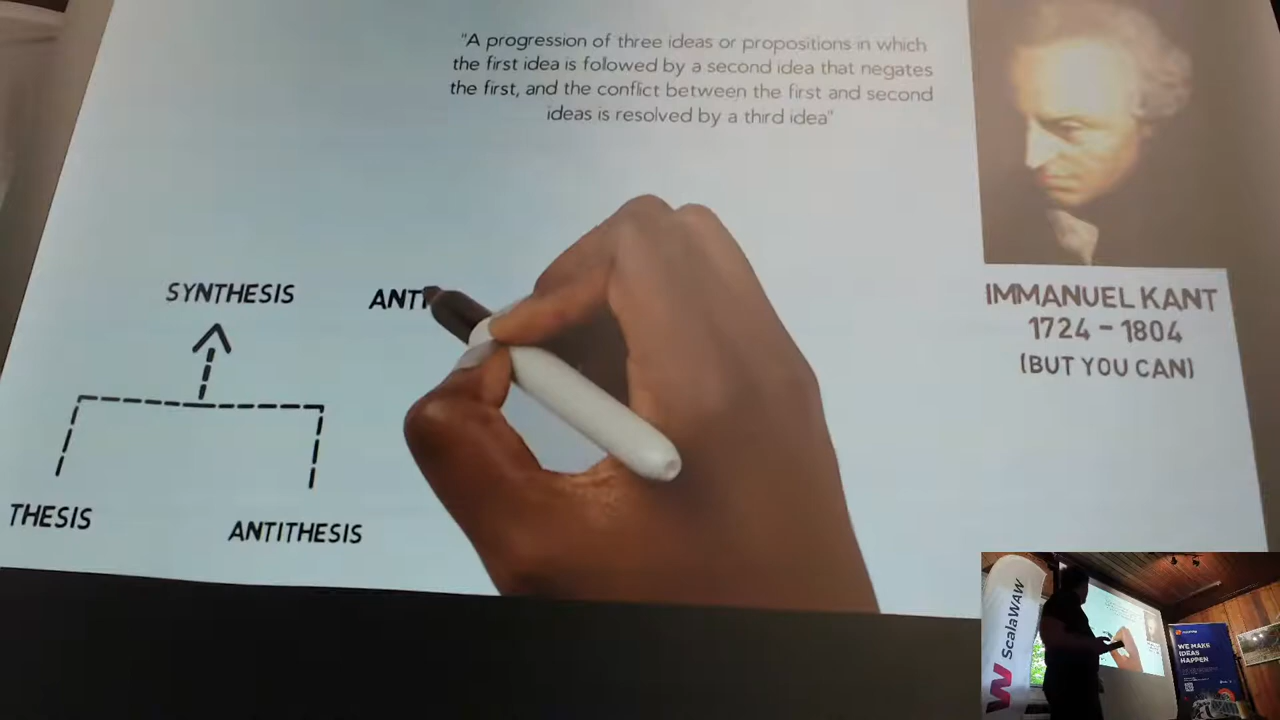 "A progression of three ideas or propositions in which
the first idea is followed by a second idea that negates
the first, and the conflict between the first and second
ideas is resolved by a third idea"
SYNTHESIS
ANTI
THESIS
ANTITHESIS
IMMANUEL KANT
1724 - 1804
(BUT YOU CAN)
ScalaWAW
WE MAKE
IDEAS
HAPPEN